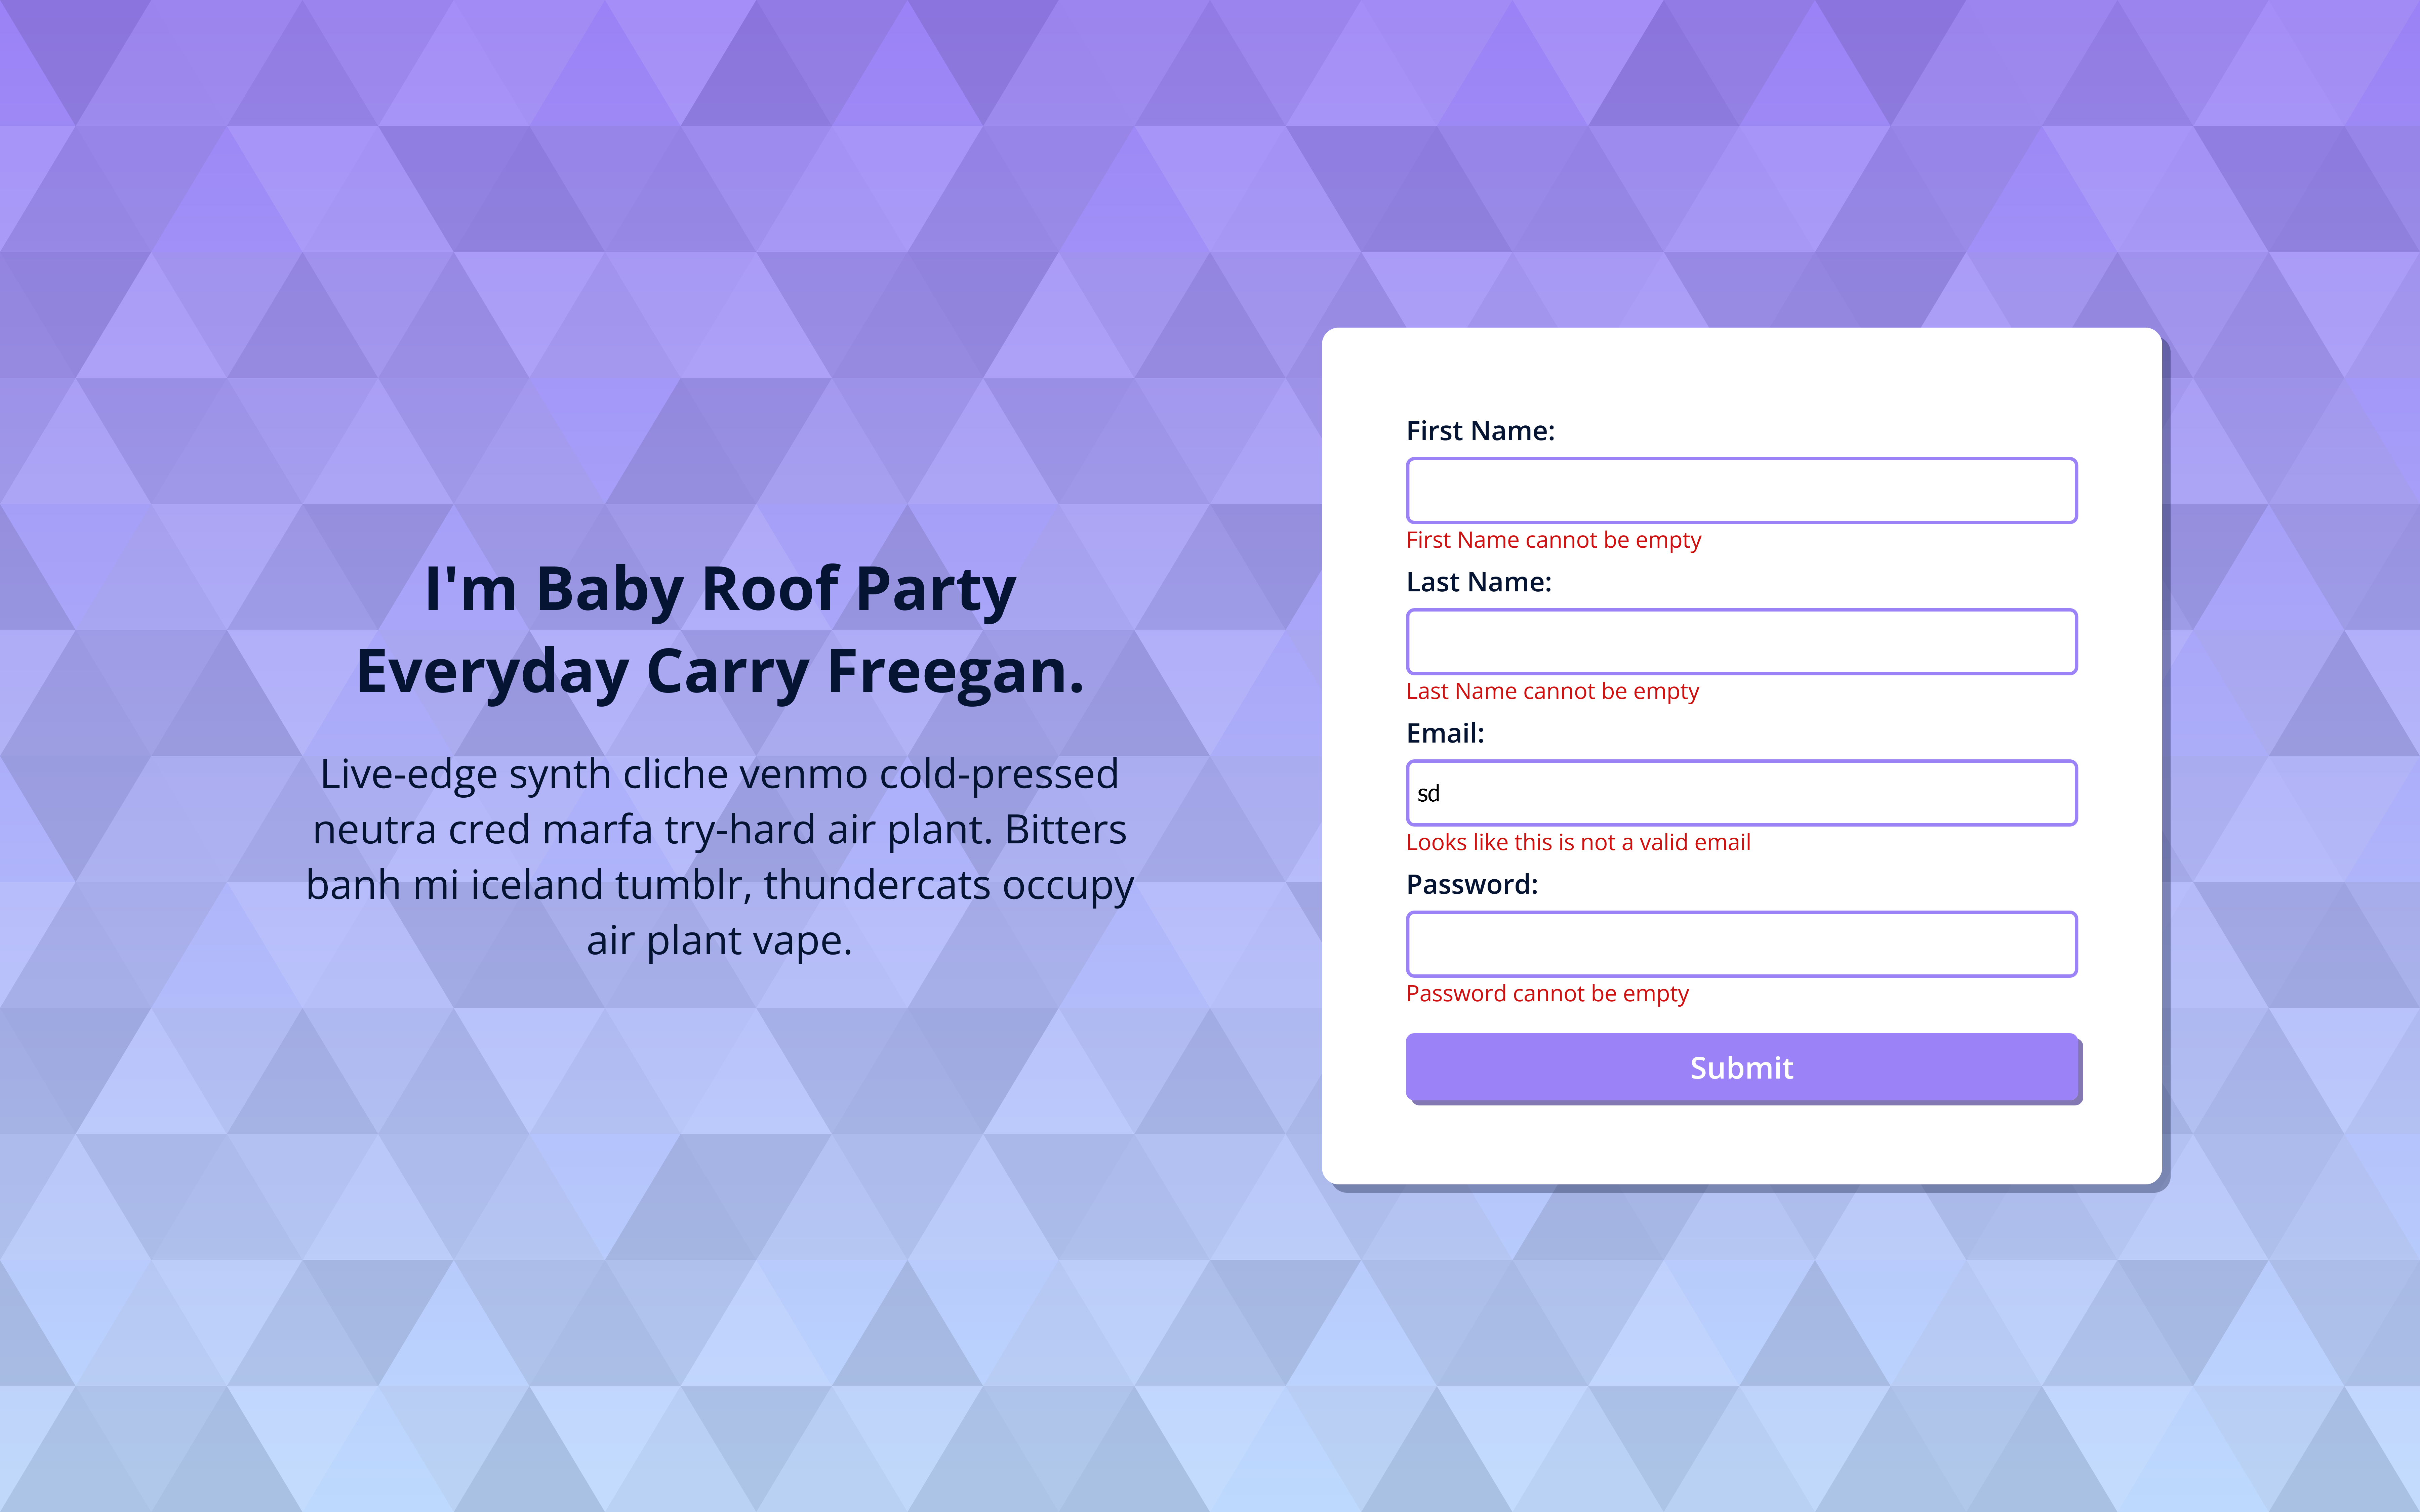 I'm Baby Roof Party
Everyday Carry Freegan.
Live-edge synth cliche venmo cold-pressed
neutra cred marfa try-hard air plant. Bitters
banh mi iceland tumblr, thundercats occupy
air plant vape.
First Name:
First Name cannot be empty
Last Name:
Last Name cannot be empty
Email:
sd
Looks like this is not a valid email
Password:
Password cannot be empty
Submit